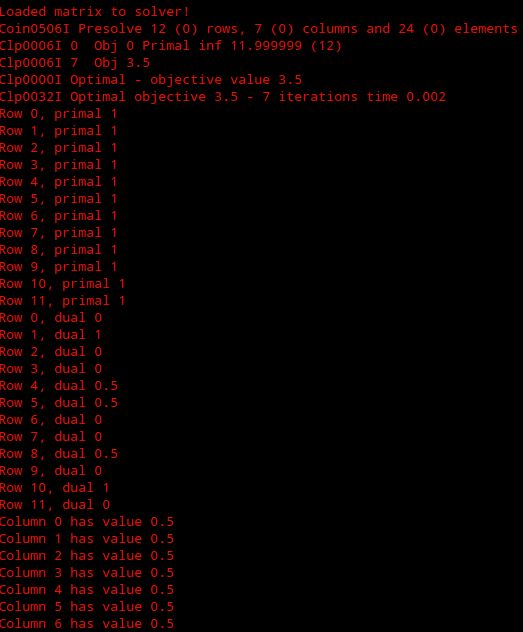 Loaded matrix to solver!
Coin0506I Presolve 12 (0) rows, 7 (0) columns and 24 (0) elements
Clp0006I 0  Obj 0 Primal inf 11.999999 (12)
Clp0006I 7  Obj 3.5
Clp0000I Optimal - objective value 3.5
Clp0032I Optimal objective 3.5 - 7 iterations time 0.002
Row 0, primal 1
Row 1, primal 1
Row 2, primal 1
Row 3, primal 1
Row 4, primal 1
Row 5, primal 1
Row 6, primal 1
Row 7, primal 1
Row 8, primal 1
Row 9, primal 1
Row 10, primal 1
Row 11, primal 1
Row 0, dual 0
Row 1, dual 1
Row 2, dual 0
Row 3, dual 0
Row 4, dual 0.5
Row 5, dual 0.5
Row 6, dual 0
Row 7, dual 0
Row 8, dual 0.5
Row 9, dual 0
Row 10, dual 1
Row 11, dual 0
Column 0 has value 0.5
Column 1 has value 0.5
Column 2 has value 0.5
Column 3 has value 0.5
Column 4 has value 0.5
Column 5 has value 0.5
Column 6 has value 0.5